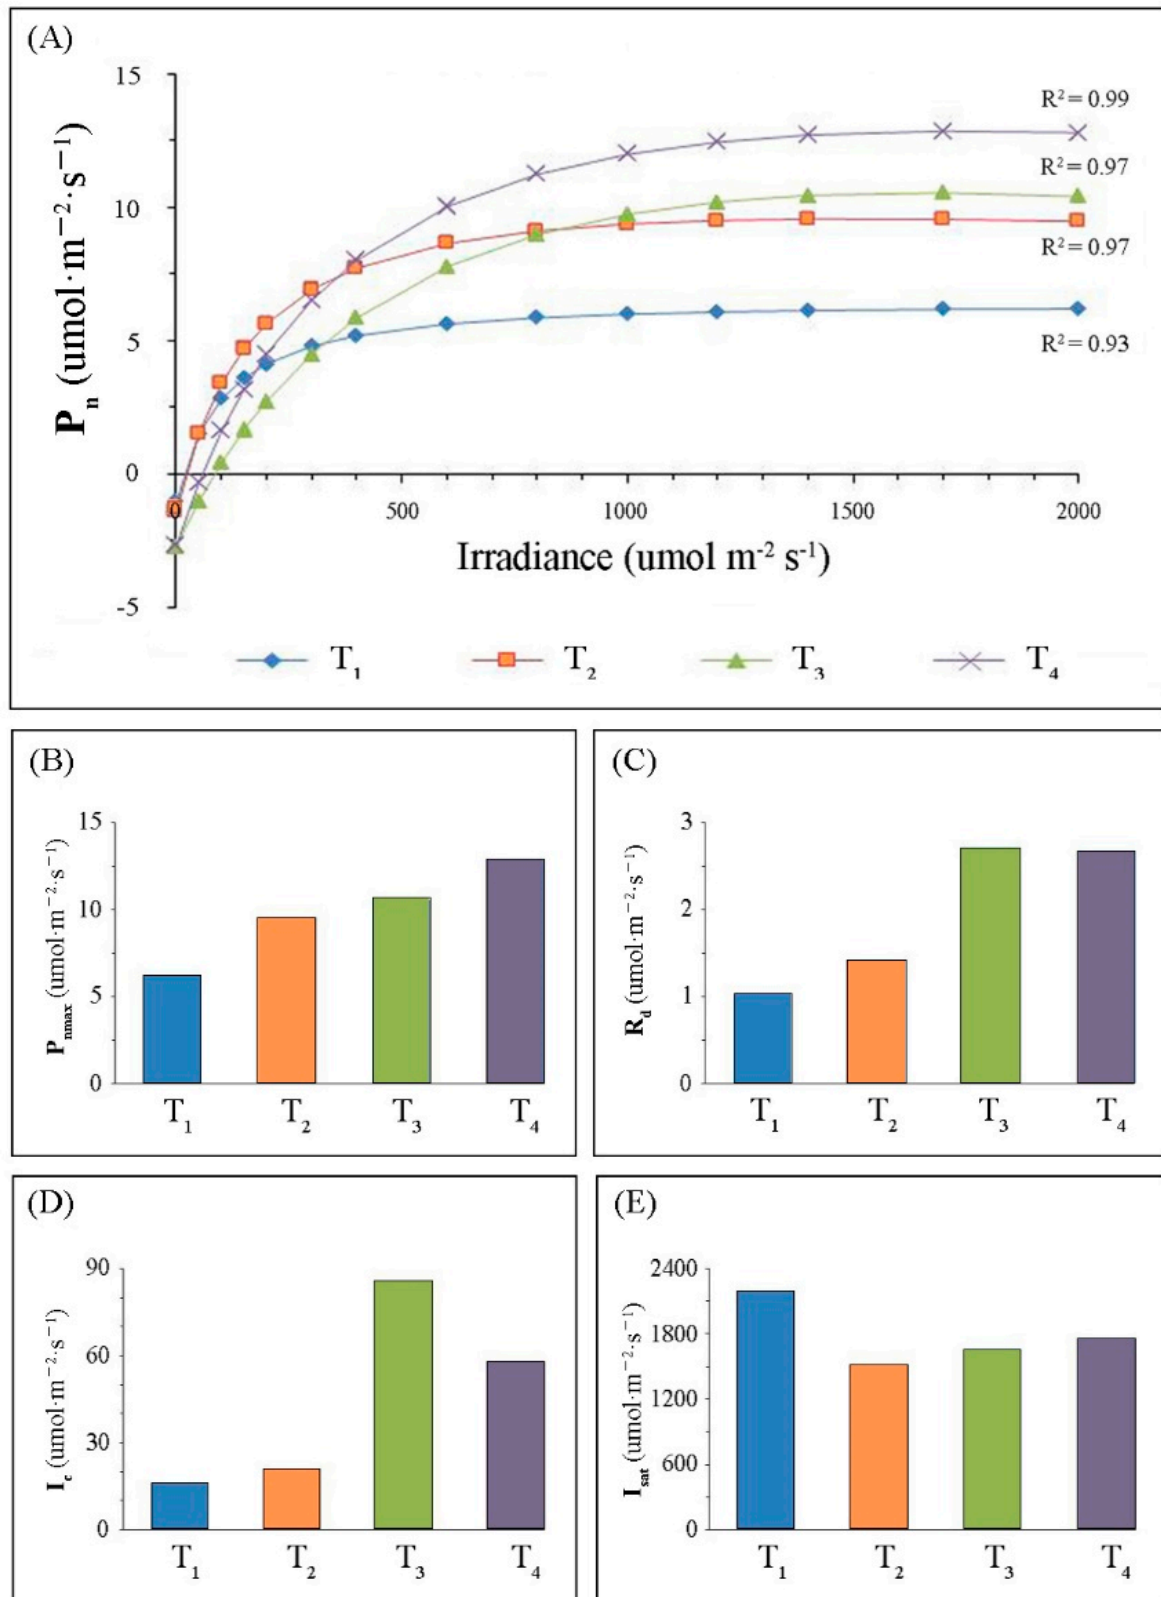 (A)
15
10
5
0
-5
Pₙ (umol·m⁻²·s⁻¹)
R² = 0.99
R² = 0.97
R² = 0.97
R² = 0.93
0 500 1000 1500 2000
Irradiance (umol m⁻² s⁻¹)
T₁ T₂ T₃ T₄
(B)
15
10
5
0
Pₙₘₐₓ (umol·m⁻²·s⁻¹)
T₁ T₂ T₃ T₄
(C)
3
2
1
0
R_d (umol·m⁻²·s⁻¹)
T₁ T₂ T₃ T₄
(D)
90
60
30
0
I_c (umol·m⁻²·s⁻¹)
T₁ T₂ T₃ T₄
(E)
2400
1800
1200
600
0
I_sat (umol·m⁻²·s⁻¹)
T₁ T₂ T₃ T₄